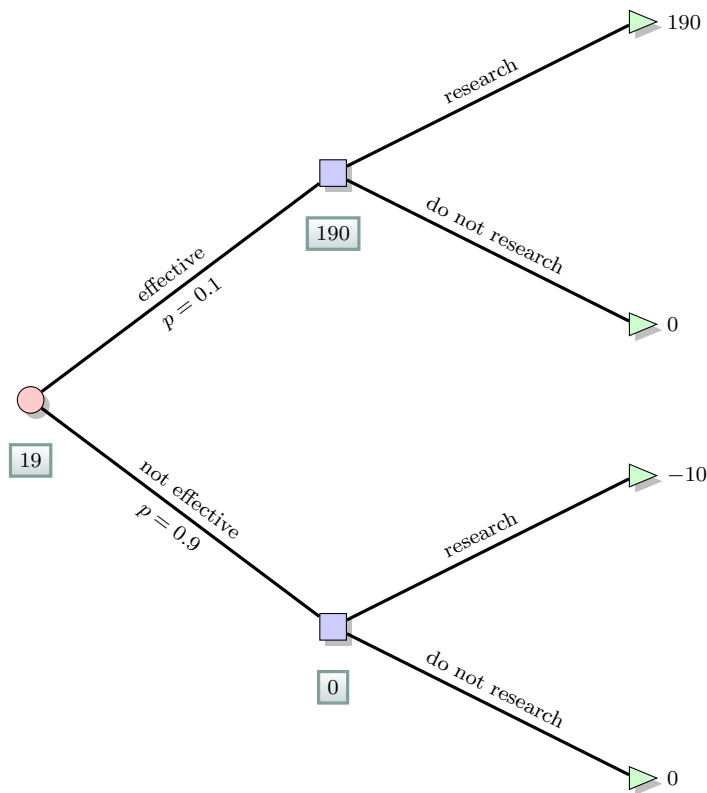 190
research
do not research
190
effective
p = 0.1
0
19
not effective
p = 0.9
−10
research
do not research
0
0